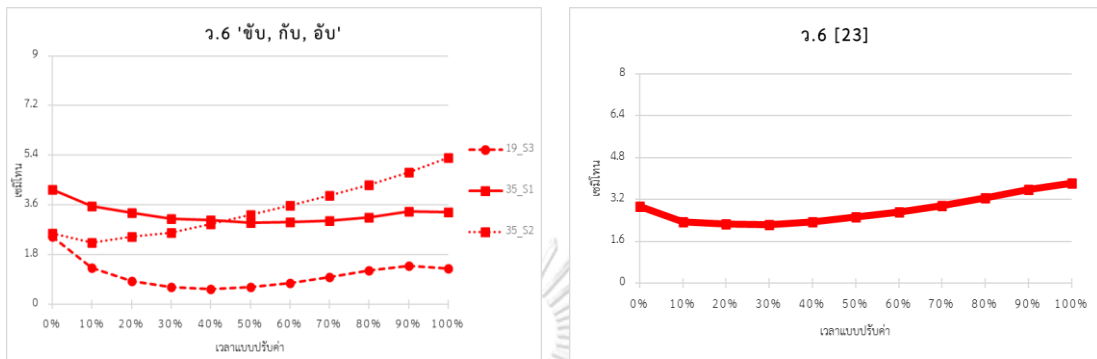 ว.6 'ขับ, กับ, อับ'
9
7.2
5.4
3.6
1.8
0
เซมิโทน
0% 10% 20% 30% 40% 50% 60% 70% 80% 90% 100%
เวลาแบบปรับค่า
19_S3
35_S1
35_S2
ว.6 [23]
8
6.4
4.8
3.2
1.6
0
เซมิโทน
0% 10% 20% 30% 40% 50% 60% 70% 80% 90% 100%
เวลาแบบปรับค่า